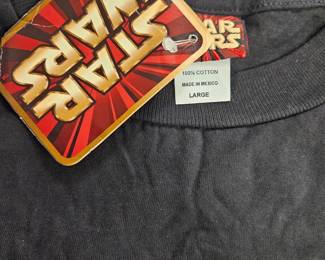 STAR
WARS
STAR
WARS
100% COTTON
MADE IN MEXICO
LARGE